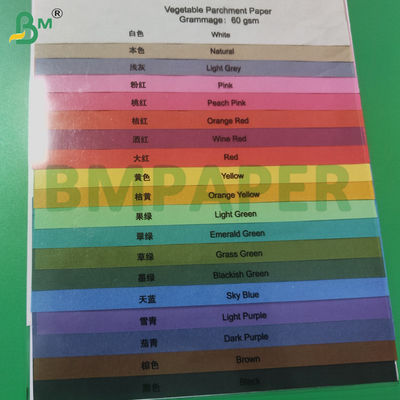 BM®
Vegetable Parchment Paper
Grammage: 60 gsm
白色 White
本色 Natural
浅灰 Light Grey
粉红 Pink
桃红 Peach Pink
桔红 Orange Red
酒红 Wine Red
大红 Red
黄色 Yellow
桔黄 Orange Yellow
BMPAPER
果绿 Light Green
翠绿 Emerald Green
草绿 Grass Green
墨绿 Blackish Green
天蓝 Sky Blue
雪青 Light Purple
茄青 Dark Purple
棕色 Brown
黑色 Black